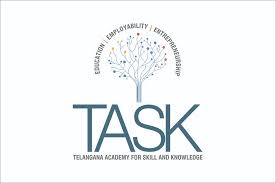 EDUCATION | EMPLOYABILITY | ENTREPRENEURSHIP
TASK
TELANGANA ACADEMY FOR SKILL AND KNOWLEDGE